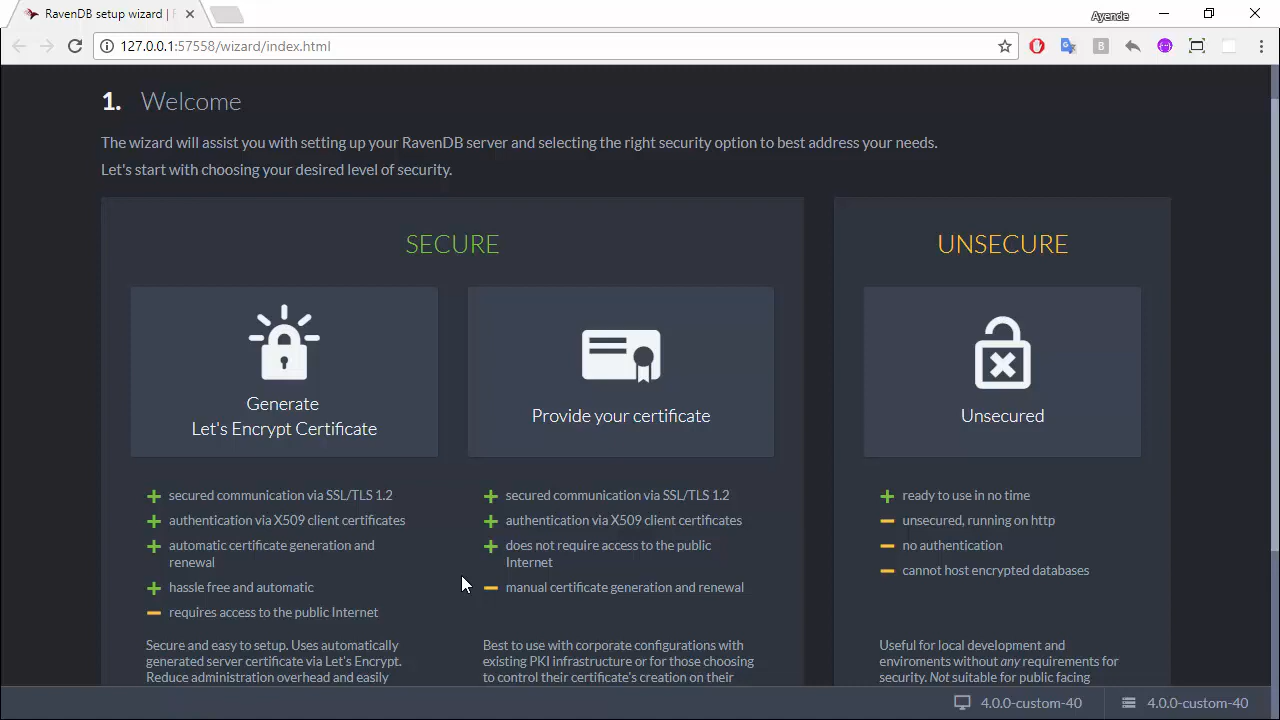 RavenDB setup wizard |
Ayende
127.0.0.1:57558/wizard/index.html
B
1. Welcome
The wizard will assist you with setting up your RavenDB server and selecting the right security option to best address your needs.
Let's start with choosing your desired level of security.
SECURE
Generate
Let's Encrypt Certificate
+ secured communication via SSL/TLS 1.2
+ authentication via X509 client certificates
+ automatic certificate generation and
renewal
+ hassle free and automatic
− requires access to the public Internet
Secure and easy to setup. Uses automatically
generated server certificate via Let's Encrypt.
Reduce administration overhead and easily
Provide your certificate
+ secured communication via SSL/TLS 1.2
+ authentication via X509 client certificates
+ does not require access to the public
Internet
− manual certificate generation and renewal
Best to use with corporate configurations with
existing PKI infrastructure or for those choosing
to control their certificate's creation on their
UNSECURE
Unsecured
+ ready to use in no time
− unsecured, running on http
− no authentication
− cannot host encrypted databases
Useful for local development and
enviroments without any requirements for
security. Not suitable for public facing
4.0.0-custom-40
4.0.0-custom-40